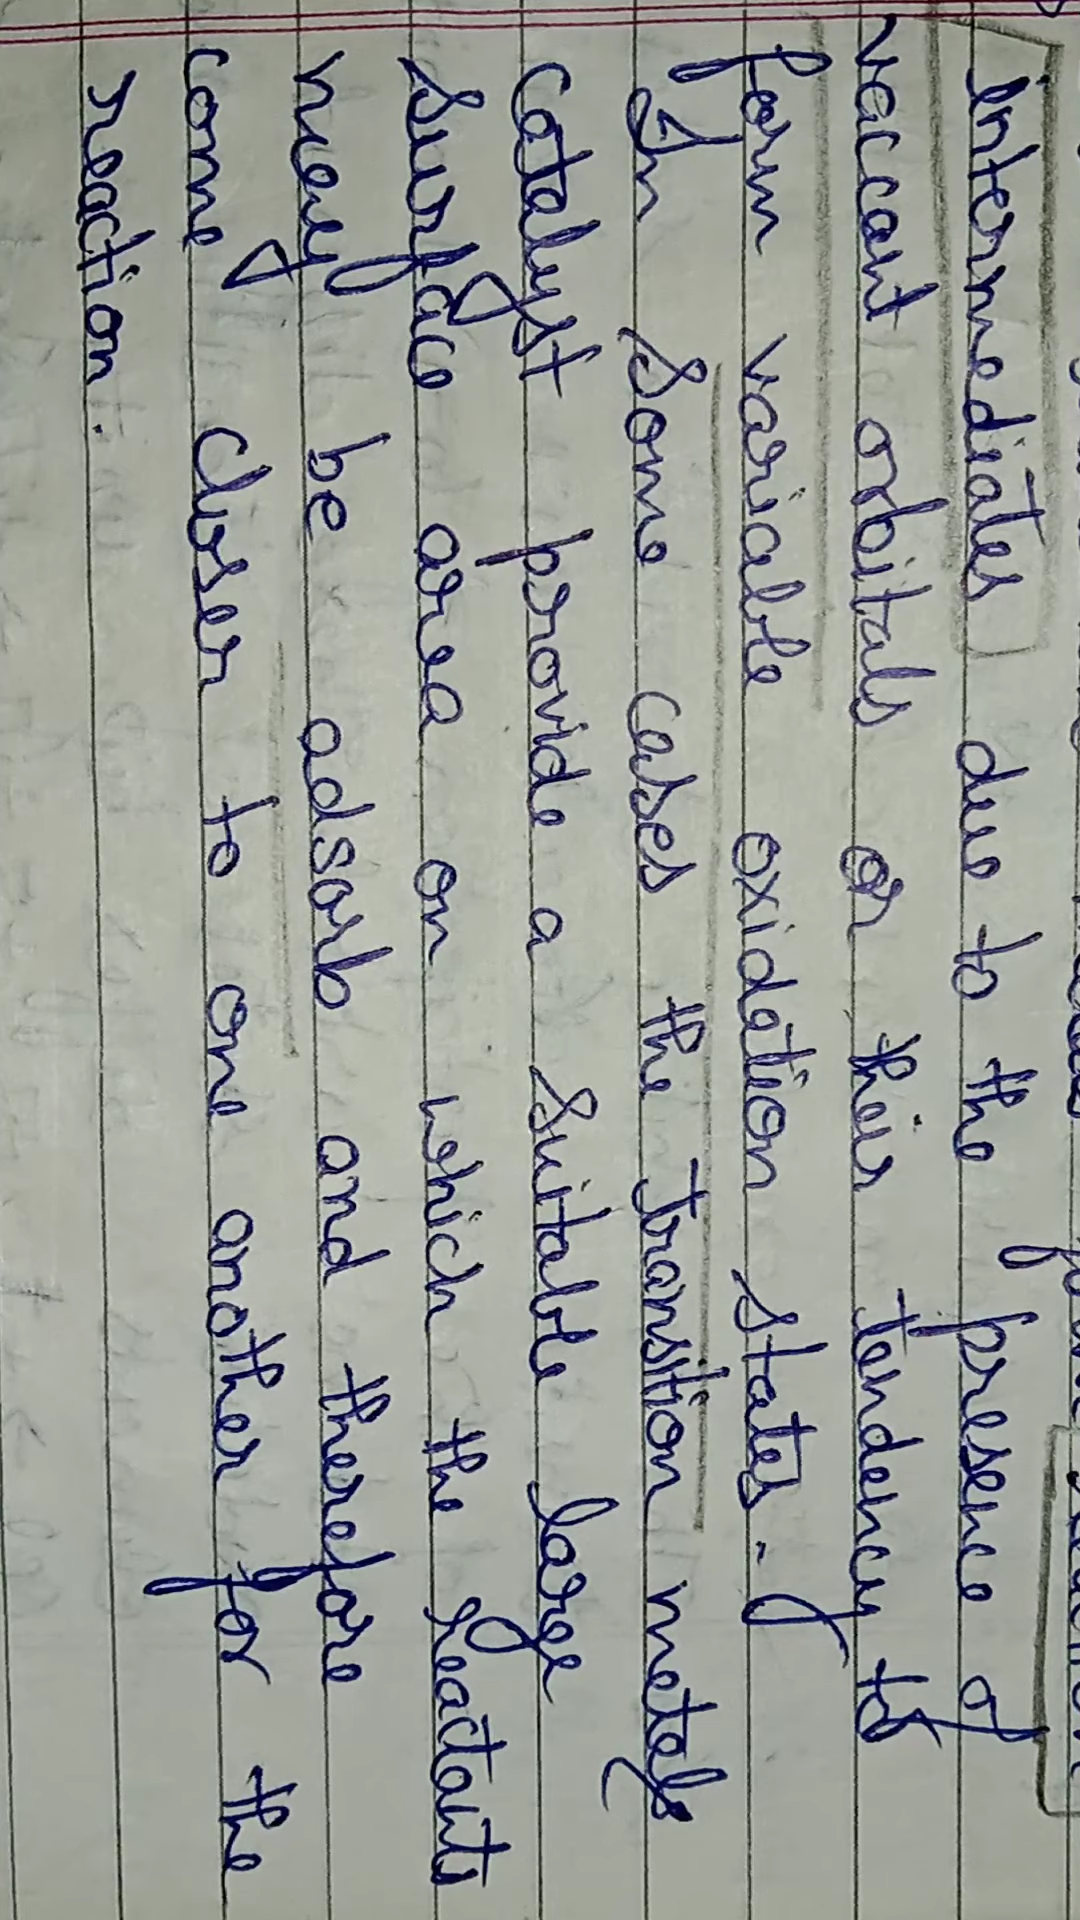 intermediates due to the presence of
vaccant orbitals or their tendency to
form variable oxidation states.
In some cases the transition metals
catalyst provide a suitable large
surface area on which the reactants
may be adsorb and therefore
come closer to one another for the
reaction.